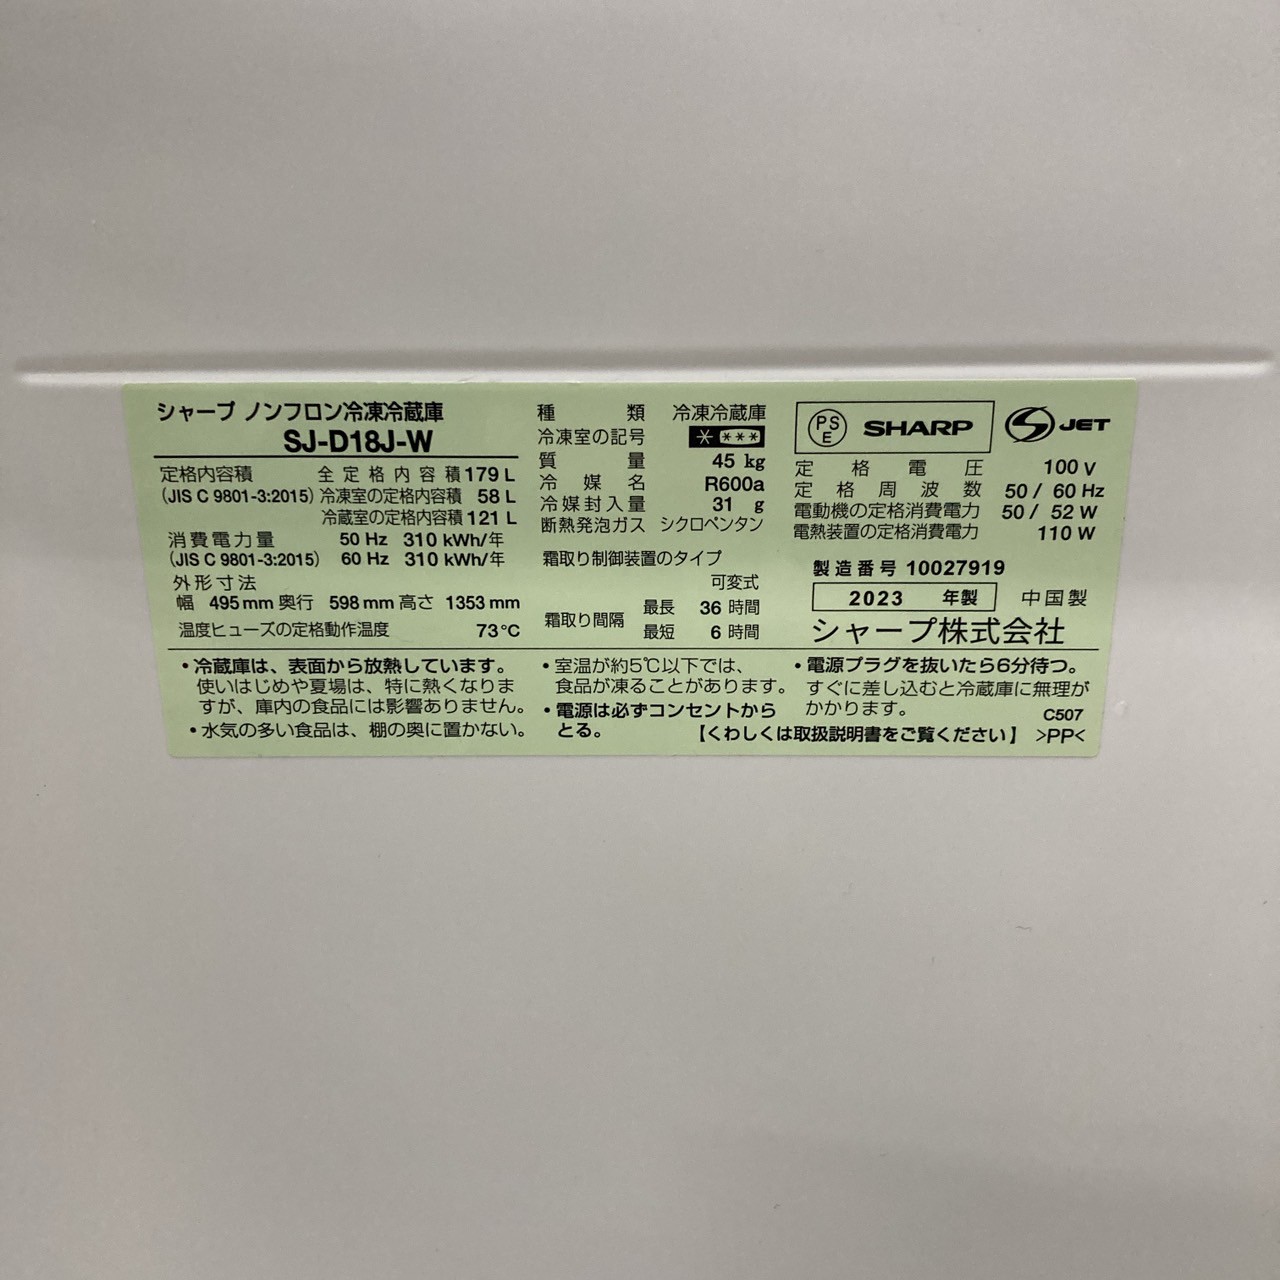 シャープ ノンフロン冷凍冷蔵庫
SJ-D18J-W
定格内容積 全定格内容積 179 L
(JIS C 9801-3:2015) 冷凍室の定格内容積 58 L
冷蔵室の定格内容積 121 L
消費電力量 50 Hz 310 kWh/年
(JIS C 9801-3:2015) 60 Hz 310 kWh/年
外形寸法
幅 495 mm 奥行 598 mm 高さ 1353 mm
温度ヒューズの定格動作温度 73℃
種類 冷凍冷蔵庫
冷凍室の記号 * ***
質量 45 kg
冷媒名 R600a
冷媒封入量 31 g
断熱発泡ガス シクロペンタン
霜取り制御装置のタイプ
可変式
霜取り間隔 最長 36 時間
最短 6 時間
PSE SHARP JET
定格電圧 100 V
定格周波数 50 / 60 Hz
電動機の定格消費電力 50 / 52 W
電熱装置の定格消費電力 110 W
製造番号 10027919
2023 年製 中国製
シャープ株式会社
・冷蔵庫は、表面から放熱しています。
使いはじめや夏場は、特に熱くなりま
すが、庫内の食品には影響ありません。
・水気の多い食品は、棚の奥に置かない。
・室温が約5℃以下では、
食品が凍ることがあります。
・電源は必ずコンセントから
とる。
・電源プラグを抜いたら6分待つ。
すぐに差し込むと冷蔵庫に無理が
かかります。 C507
【くわしくは取扱説明書をご覧ください】 >PP<